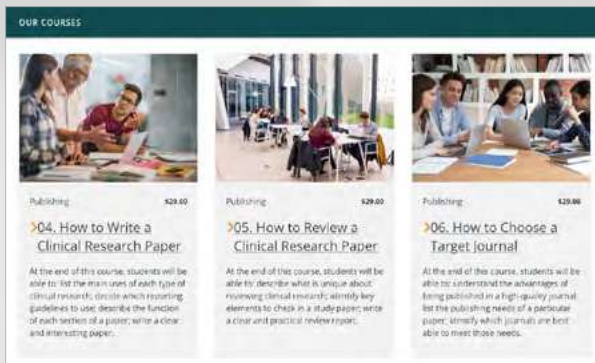 OUR COURSES
Publishing $29.00
04. How to Write a
Clinical Research Paper
At the end of this course, students will be
able to: list the main uses of each type of
clinical research; decide which reporting
guidelines to use; describe the function
of each section of a paper; write a clear
and interesting paper.
Publishing $29.00
05. How to Review a
Clinical Research Paper
At the end of this course, students will be
able to: describe what is unique about
reviewing clinical research; identify key
elements to check in a study paper; write
a clear and practical review report.
Publishing $29.00
06. How to Choose a
Target Journal
At the end of this course, students will be
able to: understand the advantages of
being published in a high-quality journal;
list the publishing needs of a particular
paper; identify which journals are best
able to meet those needs.